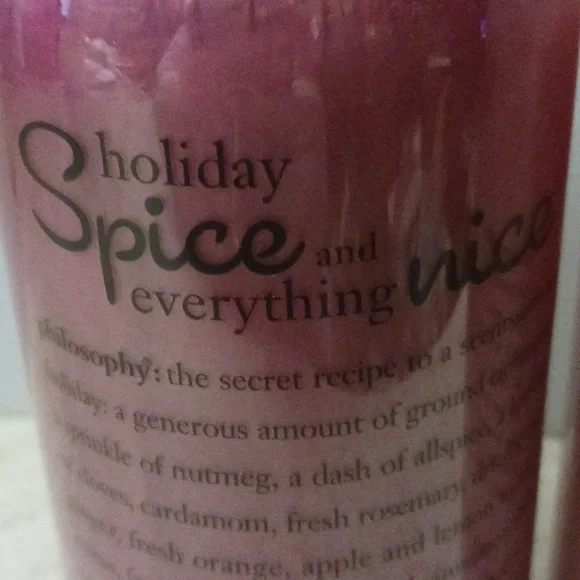 holiday
Spice and
everything nice
philosophy: the secret recipe to a
holiday: a generous amount of ground
sprinkle of nutmeg, a dash of allspice,
cloves, cardamom, fresh rosemary,
fresh orange, apple and lemon